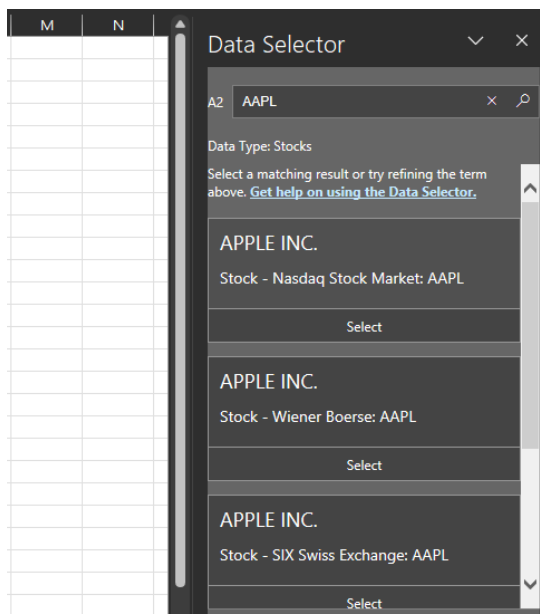 M N
Data Selector
A2 AAPL
Data Type: Stocks
Select a matching result or try refining the term
above. Get help on using the Data Selector.
APPLE INC.
Stock - Nasdaq Stock Market: AAPL
Select
APPLE INC.
Stock - Wiener Boerse: AAPL
Select
APPLE INC.
Stock - SIX Swiss Exchange: AAPL
Select